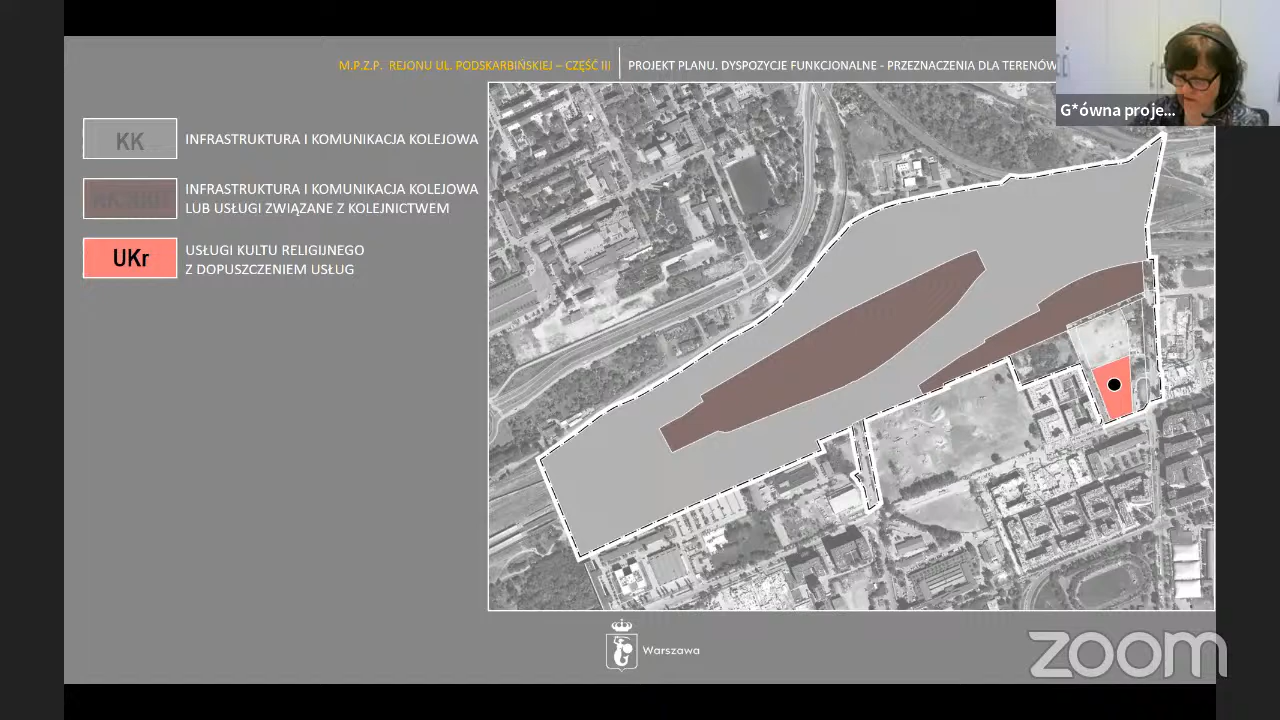 M.P.Z.P. REJONU UL. PODSKARBIŃSKIEJ – CZĘŚĆ III
PROJEKT PLANU. DYSPOZYCJE FUNKCJONALNE - PRZEZNACZENIA DLA TERENÓW
G*ówna proje...
KK
INFRASTRUKTURA I KOMUNIKACJA KOLEJOWA
INFRASTRUKTURA I KOMUNIKACJA KOLEJOWA
LUB USŁUGI ZWIĄZANE Z KOLEJNICTWEM
UKr
USŁUGI KULTU RELIGIJNEGO
Z DOPUSZCZENIEM USŁUG
Warszawa
zoom